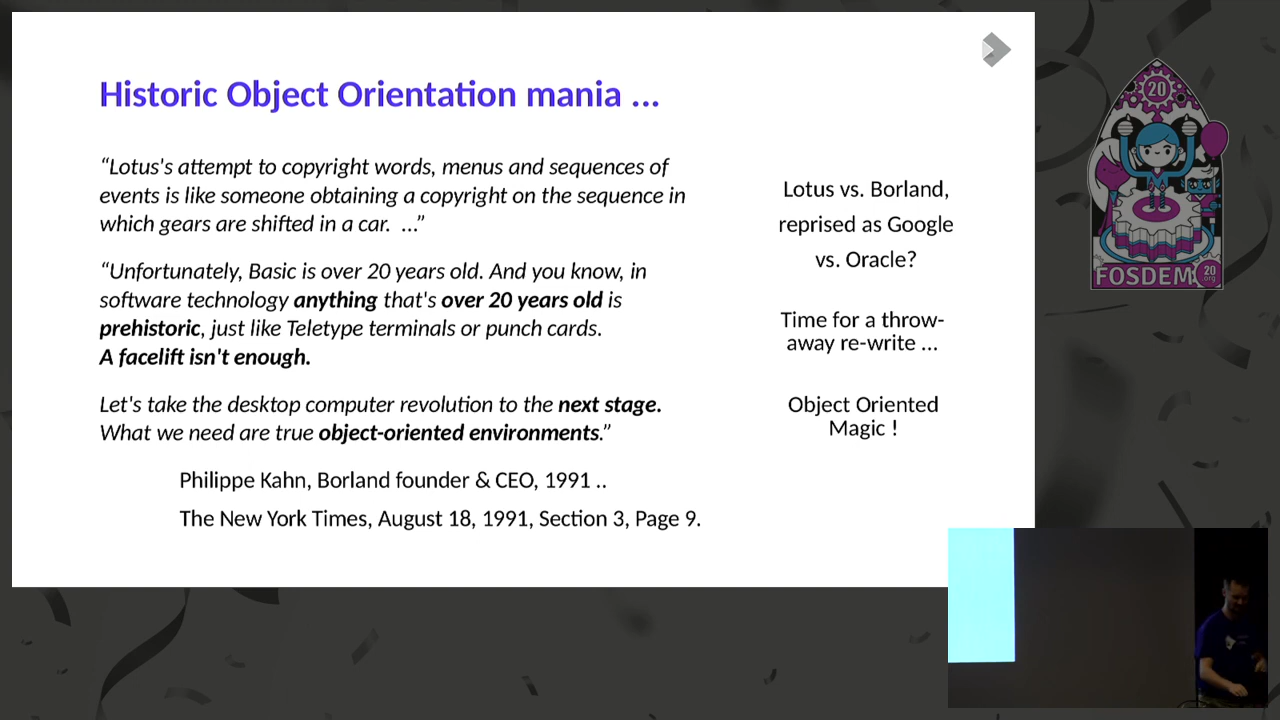 Historic Object Orientation mania ...
“Lotus's attempt to copyright words, menus and sequences of
events is like someone obtaining a copyright on the sequence in
which gears are shifted in a car.  ...”
“Unfortunately, Basic is over 20 years old. And you know, in
software technology anything that's over 20 years old is
prehistoric, just like Teletype terminals or punch cards.
A facelift isn't enough.
Let's take the desktop computer revolution to the next stage.
What we need are true object-oriented environments.”
Philippe Kahn, Borland founder & CEO, 1991 ..
The New York Times, August 18, 1991, Section 3, Page 9.
Lotus vs. Borland,
reprised as Google
vs. Oracle?
Time for a throw-
away re-write ...
Object Oriented
Magic !
20
FOSDEM
20
.org